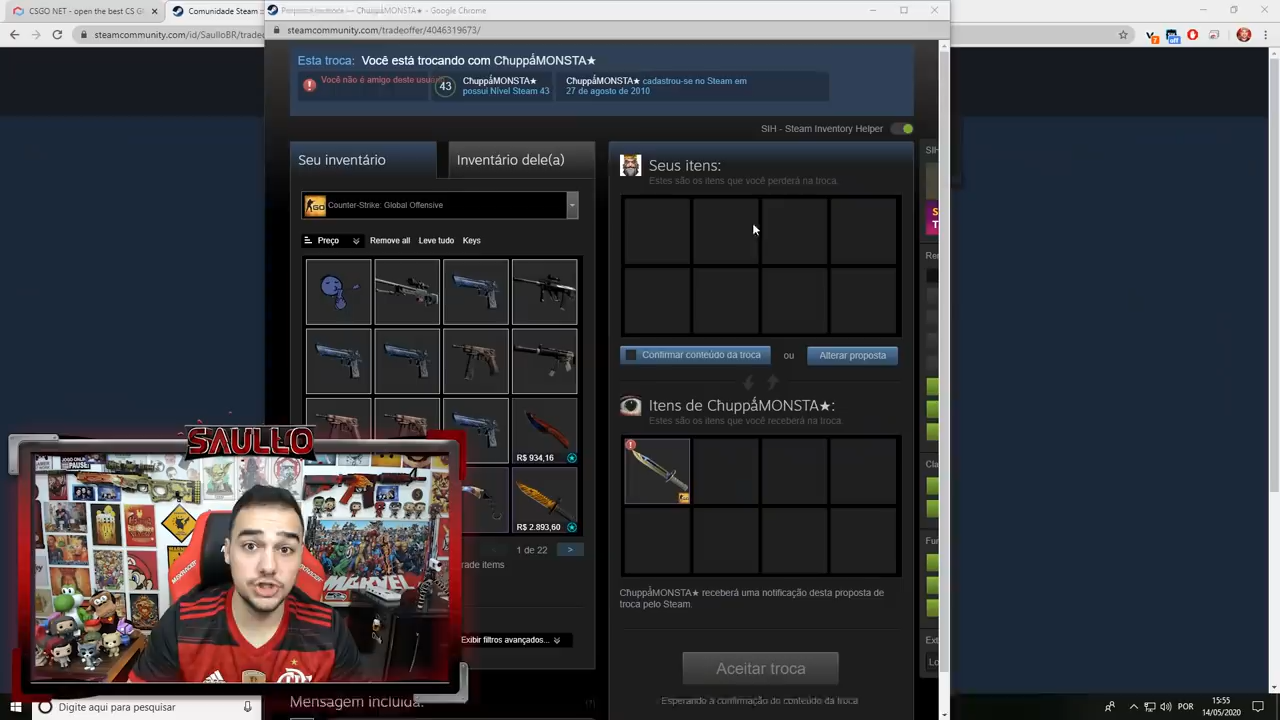 CSGO NET - open the best CS G
Comunidade Steam
- ChuppåMONSTA★ - Google Chrome
steamcommunity.com/id/SaulloBR/trade
steamcommunity.com/tradeoffer/4046319673/
Esta troca: Você está trocando com ChuppåMONSTA★
Você não é amigo deste usu
43
ChuppåMONSTA★
possui Nível Steam 43
ChuppåMONSTA★ cadastrou-se no Steam em
27 de agosto de 2010
SIH - Steam Inventory Helper
Seu inventário
Inventário dele(a)
GO
Counter-Strike: Global Offensive
Preço
Remove all
Leve tudo
Keys
R$ 934,16
R$ 2.893,60
1 de 22
>
rade items
Exibir filtros avançados...
Mensagem incluída:
Seus itens:
Estes são os itens que você perderá na troca.
Confirmar conteúdo da troca
ou
Alterar proposta
Itens de ChuppåMONSTA★:
Estes são os itens que você receberá na troca.
ChuppåMONSTA★ receberá uma notificação desta proposta de
troca pelo Steam.
Aceitar troca
Esperando a confirmação do conteúdo da troca
SAULLO
MARVEL
Digite aqui para pesquisar
POR
15:55
14/05/2020